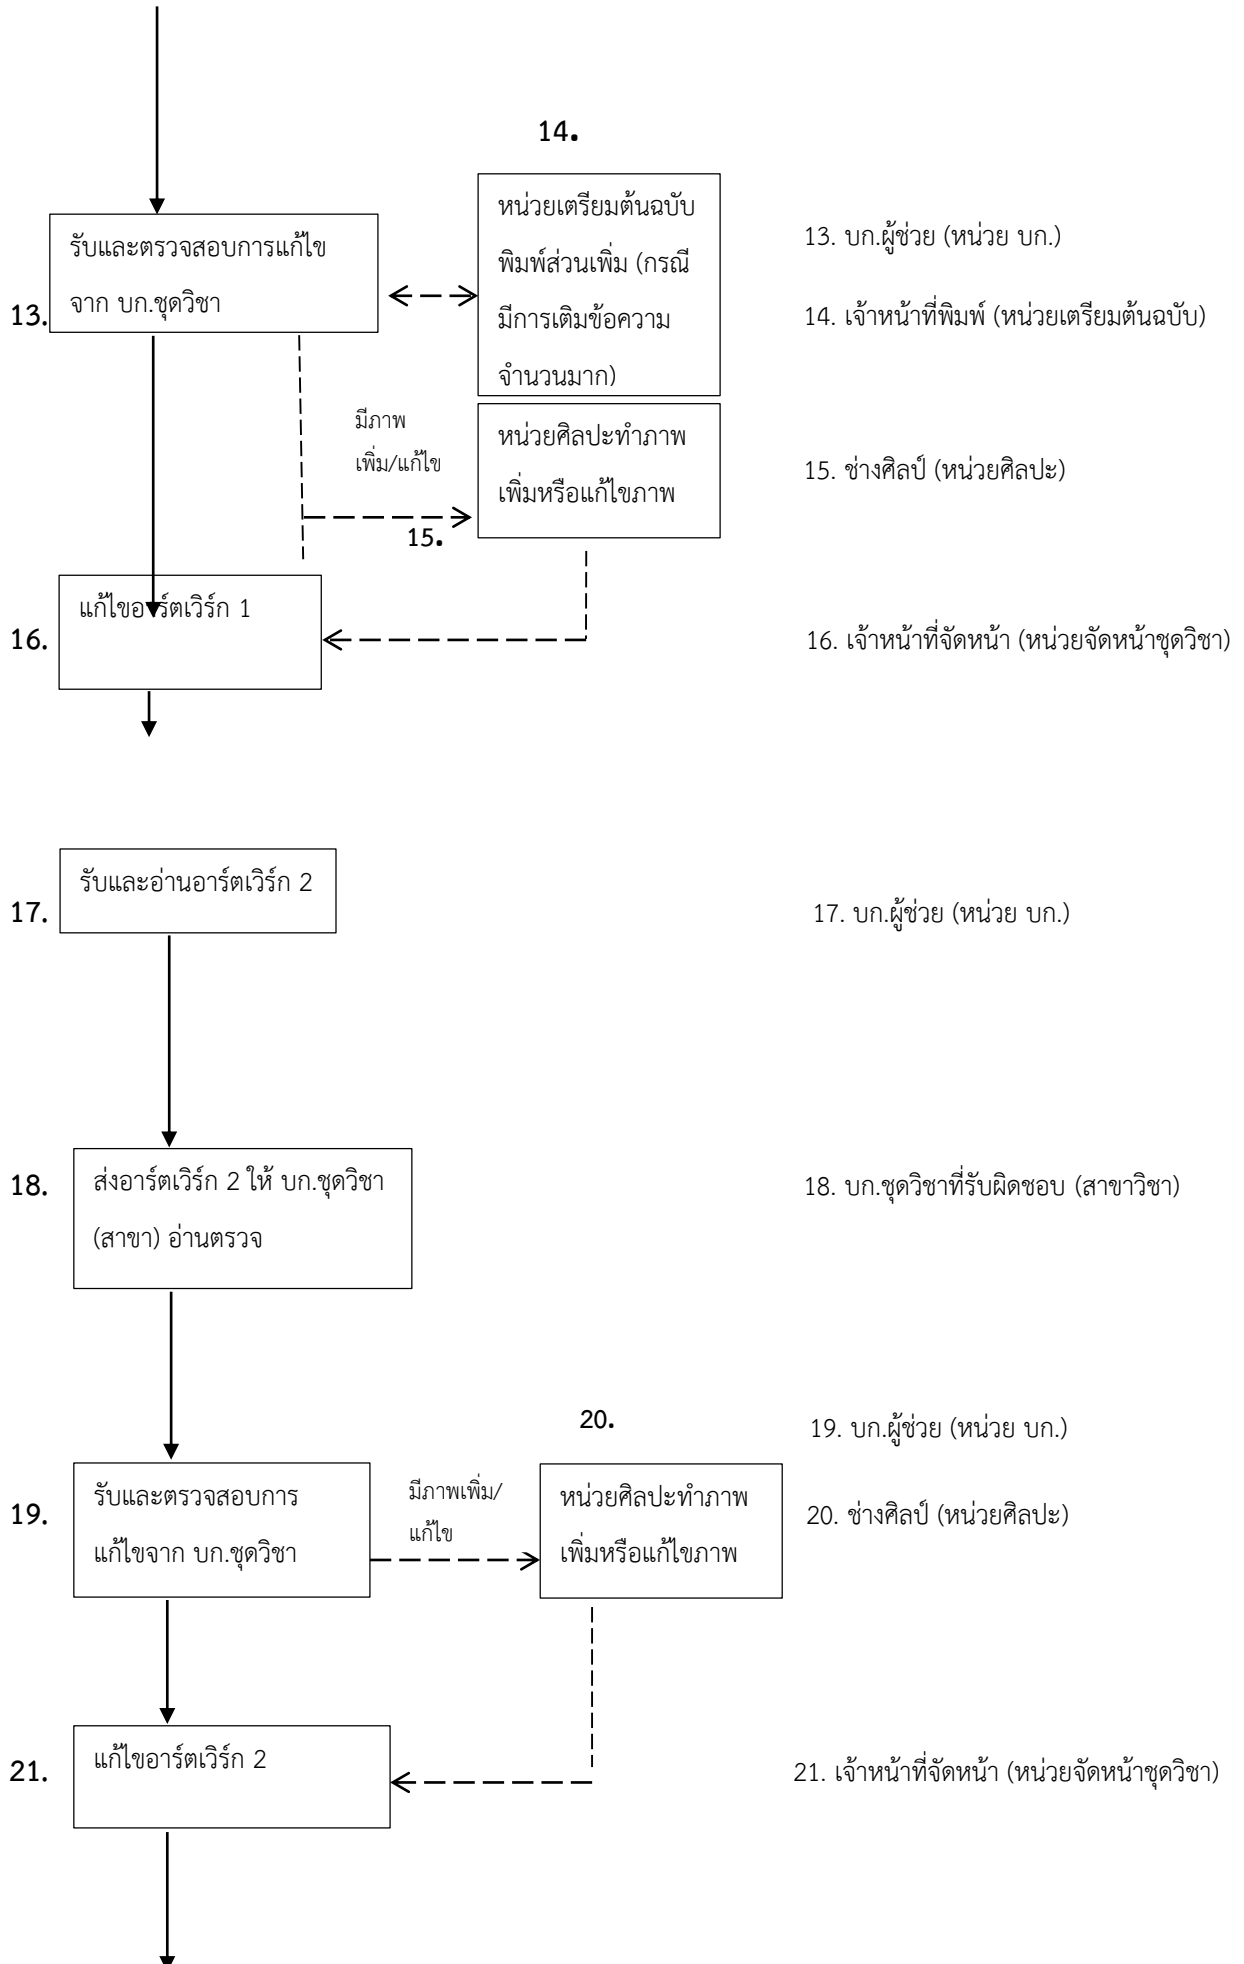 14.
หน่วยเตรียมต้นฉบับ
พิมพ์ส่วนเพิ่ม (กรณี
มีการเติมข้อความ
จำนวนมาก)
13.
รับและตรวจสอบการแก้ไข
จาก บก.ชุดวิชา
13. บก.ผู้ช่วย (หน่วย บก.)
14. เจ้าหน้าที่พิมพ์ (หน่วยเตรียมต้นฉบับ)
มีภาพ
เพิ่ม/แก้ไข
15.
หน่วยศิลปะทำภาพ
เพิ่มหรือแก้ไขภาพ
15. ช่างศิลป์ (หน่วยศิลปะ)
16.
แก้ไขอาร์ตเวิร์ก 1
16. เจ้าหน้าที่จัดหน้า (หน่วยจัดหน้าชุดวิชา)
17.
รับและอ่านอาร์ตเวิร์ก 2
17. บก.ผู้ช่วย (หน่วย บก.)
18.
ส่งอาร์ตเวิร์ก 2 ให้ บก.ชุดวิชา
(สาขา) อ่านตรวจ
18. บก.ชุดวิชาที่รับผิดชอบ (สาขาวิชา)
19.
รับและตรวจสอบการ
แก้ไขจาก บก.ชุดวิชา
มีภาพเพิ่ม/
แก้ไข
20.
หน่วยศิลปะทำภาพ
เพิ่มหรือแก้ไขภาพ
19. บก.ผู้ช่วย (หน่วย บก.)
20. ช่างศิลป์ (หน่วยศิลปะ)
21.
แก้ไขอาร์ตเวิร์ก 2
21. เจ้าหน้าที่จัดหน้า (หน่วยจัดหน้าชุดวิชา)